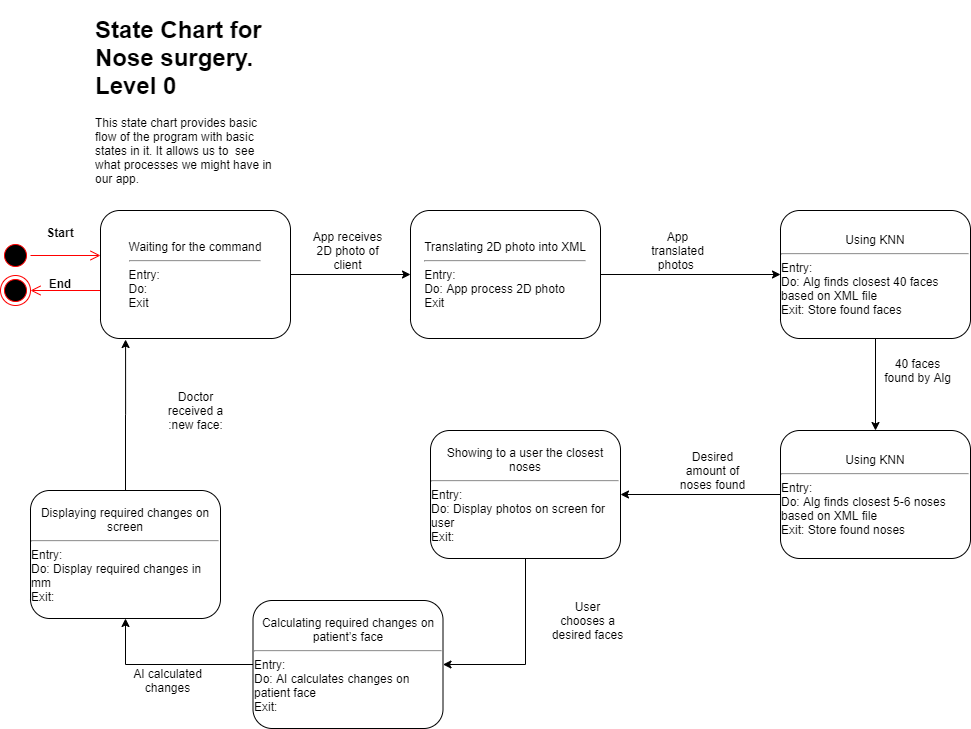 State Chart for
Nose surgery.
Level 0
This state chart provides basic
flow of the program with basic
states in it. It allows us to  see
what processes we might have in
our app.
Start
End
Waiting for the command
Entry:
Do:
Exit
App receives
2D photo of
client
Translating 2D photo into XML
Entry:
Do: App process 2D photo
Exit
App
translated
photos
Using KNN
Entry:
Do: Alg finds closest 40 faces
based on XML file
Exit: Store found faces
40 faces
found by Alg
Using KNN
Entry:
Do: Alg finds closest 5-6 noses
based on XML file
Exit: Store found noses
Desired
amount of
noses found
Showing to a user the closest
noses
Entry:
Do: Display photos on screen for
user
Exit:
User
chooses a
desired faces
Calculating required changes on
patient's face
Entry:
Do: AI calculates changes on
patient face
Exit:
AI calculated
changes
Displaying required changes on
screen
Entry:
Do: Display required changes in
mm
Exit:
Doctor
received a
:new face: